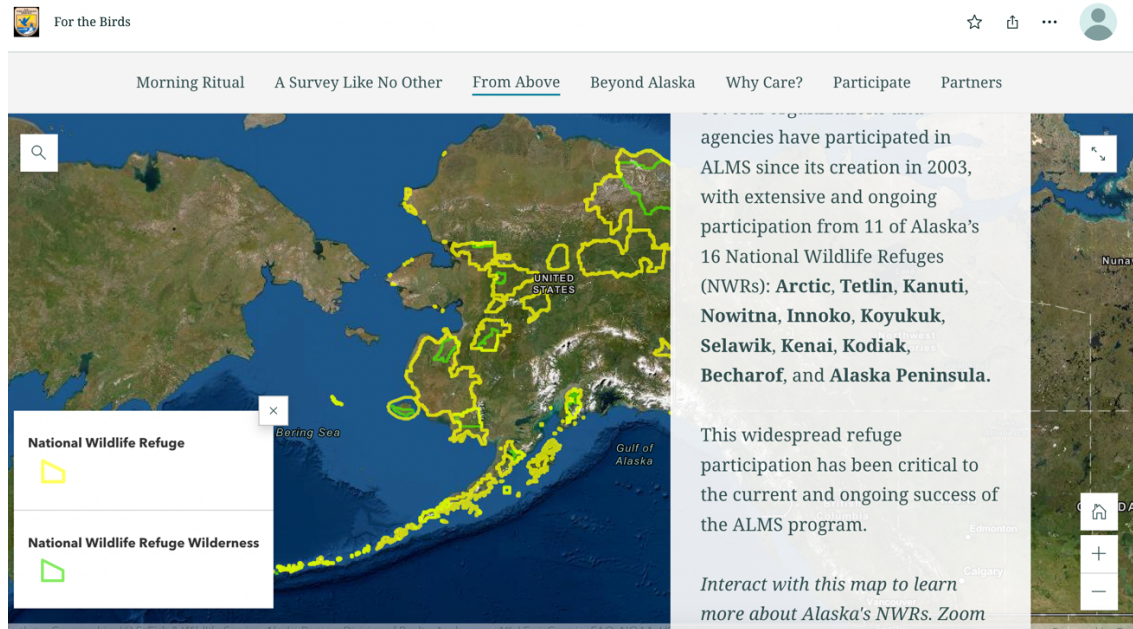 For the Birds
Morning Ritual
A Survey Like No Other
From Above
Beyond Alaska
Why Care?
Participate
Partners
agencies have participated in
ALMS since its creation in 2003,
with extensive and ongoing
participation from 11 of Alaska’s
16 National Wildlife Refuges
(NWRs): Arctic, Tetlin, Kanuti,
Nowitna, Innoko, Koyukuk,
Selawik, Kenai, Kodiak,
Becharof, and Alaska Peninsula.
This widespread refuge
participation has been critical to
the current and ongoing success of
the ALMS program.
Interact with this map to learn
more about Alaska's NWRs. Zoom
UNITED
STATES
Bering Sea
Gulf of
Alaska
Edmonton
Calgary
Vancouver
National Wildlife Refuge
National Wildlife Refuge Wilderness